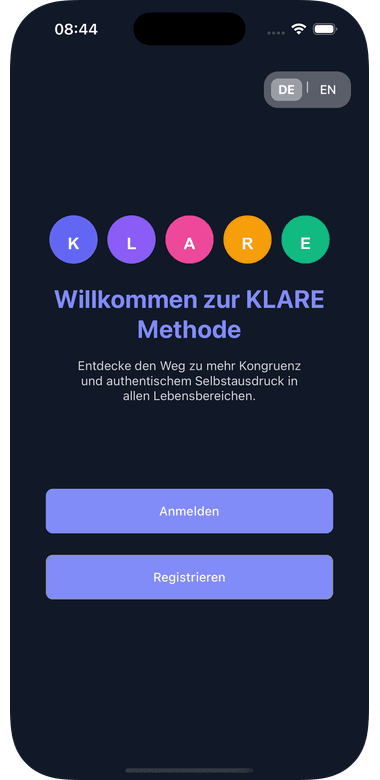 08:44
DE | EN
K L A R E
Willkommen zur KLARE
Methode
Entdecke den Weg zu mehr Kongruenz
und authentischem Selbstausdruck in
allen Lebensbereichen.
Anmelden
Registrieren